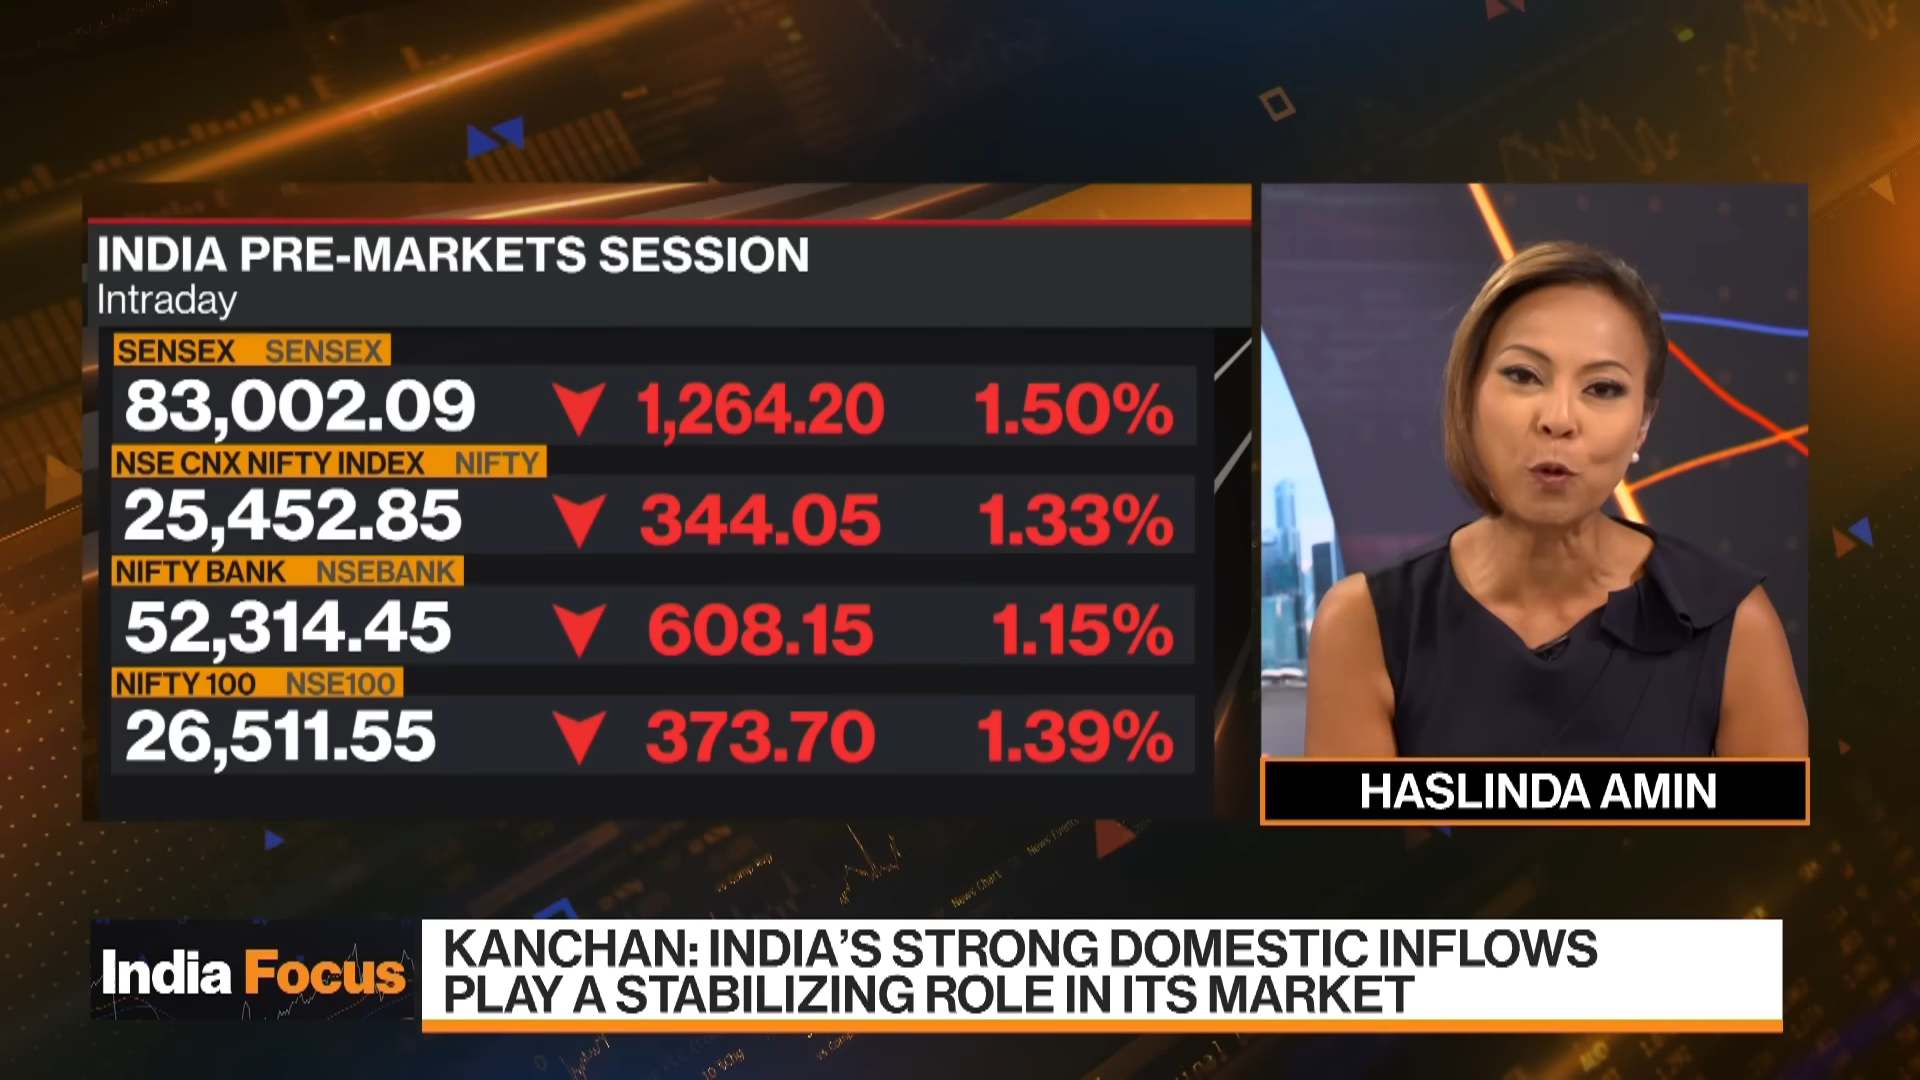 INDIA PRE-MARKETS SESSION
Intraday
SENSEX SENSEX
83,002.09 1,264.20 1.50%
NSE CNX NIFTY INDEX NIFTY
25,452.85 344.05 1.33%
NIFTY BANK NSEBANK
52,314.45 608.15 1.15%
NIFTY 100 NSE100
26,511.55 373.70 1.39%
HASLINDA AMIN
News Chart
India Focus
KANCHAN: INDIA'S STRONG DOMESTIC INFLOWS
PLAY A STABILIZING ROLE IN ITS MARKET